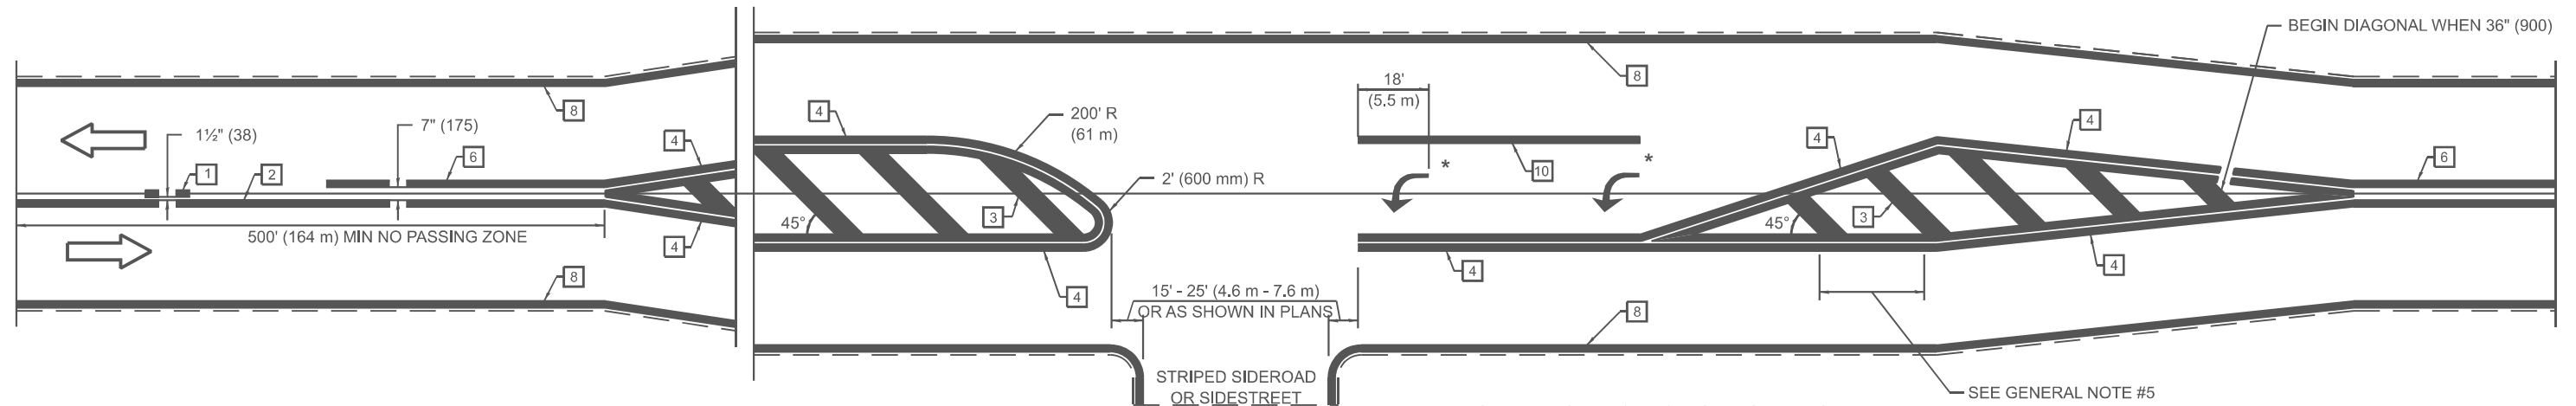 BEGIN DIAGONAL WHEN 36" (900)
8
8
18'
(5.5 m)
4
200' R
(61 m)
4
4
1½" (38)
7" (175)
4
6
*
*
6
1
2
10
2' (600 mm) R
3
45°
3
45°
500' (164 m) MIN NO PASSING ZONE
4
4
4
4
8
15' - 25' (4.6 m - 7.6 m)
OR AS SHOWN IN PLANS
8
STRIPED SIDEROAD
OR SIDESTREET
SEE GENERAL NOTE #5